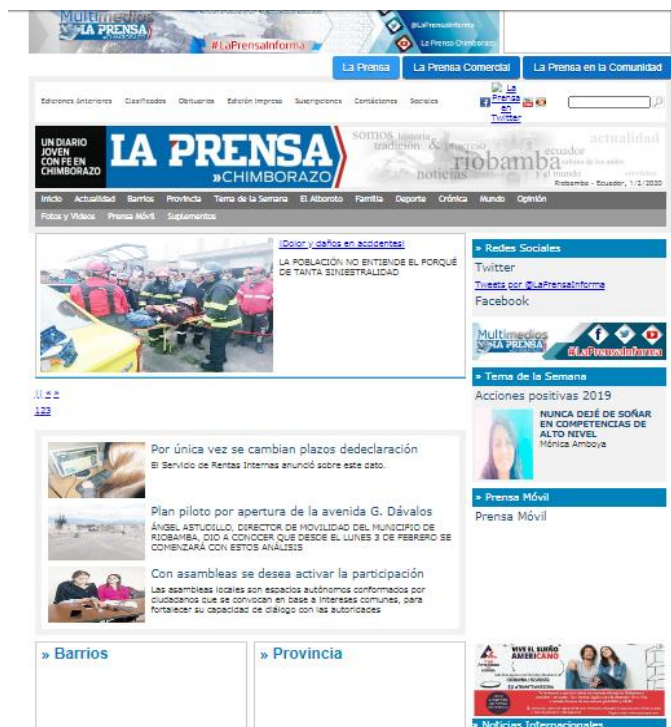 Multimedios
LA PRENSA
CHIMBORAZO
#LaPrensaInforma
@LaPrensaInforma
La Prensa Chimborazo
La Prensa
La Prensa Comercial
La Prensa en la Comunidad
Ediciones Anteriores Clasificados Obituarios Edición Impresa Suscripciones Contáctenos Sociales
La
Prensa
en
Twitter
UN DIARIO
JOVEN
CON FE EN
CHIMBORAZO
LA PRENSA
»CHIMBORAZO
somos historia
tradición & progreso
noticias
riobamba
ecuador
actualidad
y el mundo
Riobamba - Ecuador, 1/2/2020
Inicio Actualidad Barrios Provincia Tema de la Semana El Alboroto Familia Deporte Crónica Mundo Opinión
Fotos y Videos Prensa Móvil Suplementos
¡Dolor y daños en accidentes!
LA POBLACIÓN NO ENTIENDE EL PORQUÉ
DE TANTA SINIESTRALIDAD
|| < >
123
Por única vez se cambian plazos dedeclaración
El Servicio de Rentas Internas anunció sobre este dato.
Plan piloto por apertura de la avenida G. Dávalos
ÁNGEL ASTUDILLO, DIRECTOR DE MOVILIDAD DEL MUNICIPIO DE
RIOBAMBA, DIO A CONOCER QUE DESDE EL LUNES 3 DE FEBRERO SE
COMENZARÁ CON ESTOS ANÁLISIS
Con asambleas se desea activar la participación
Las asambleas locales son espacios autónomos conformados por
ciudadanos que se convocan en base a intereses comunes, para
fortalecer su capacidad de diálogo con las autoridades
» Barrios
» Provincia
» Redes Sociales
Twitter
Tweets por @LaPrensaInforma
Facebook
Multimedios
LA PRENSA
#LaPrensaInforma
» Tema de la Semana
Acciones positivas 2019
NUNCA DEJÉ DE SOÑAR
EN COMPETENCIAS DE
ALTO NIVEL
Mónica Amboya
» Prensa Móvil
Prensa Móvil
VIVE EL SUEÑO
AMERICANO
» Noticias Internacionales